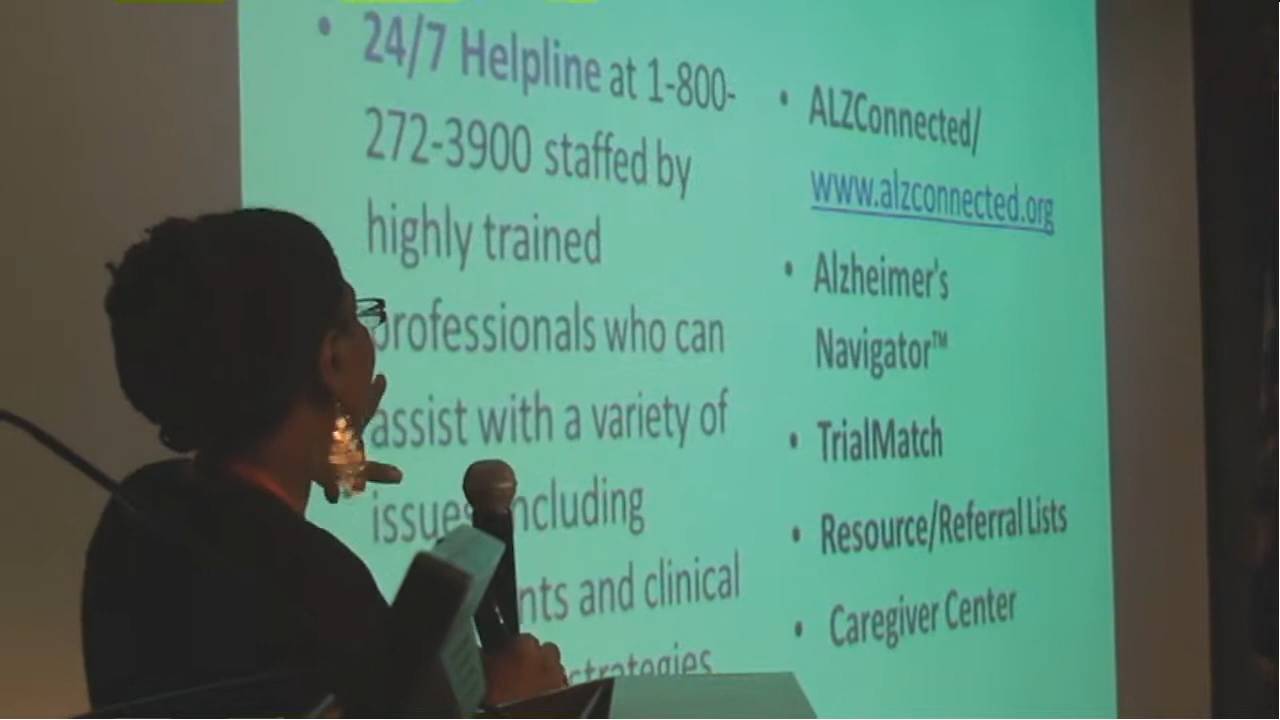 • 24/7 Helpline at 1-800-
272-3900 staffed by
highly trained
professionals who can
assist with a variety of
issues including
and clinical
strategies
• ALZConnected/
www.alzconnected.org
• Alzheimer's
Navigator™
• TrialMatch
• Resource/Referral Lists
• Caregiver Center